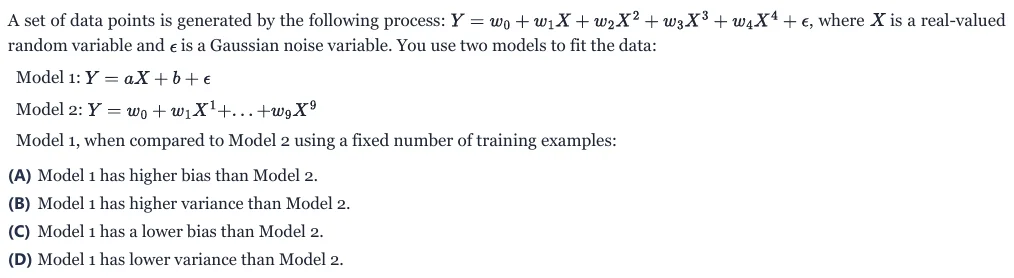 A set of data points is generated by the following process: Y = w₀ + w₁X + w₂X² + w₃X³ + w₄X⁴ + ϵ, where X is a real-valued
random variable and ϵ is a Gaussian noise variable. You use two models to fit the data:
Model 1: Y = aX + b + ϵ
Model 2: Y = w₀ + w₁X¹+. . . +w₉X⁹
Model 1, when compared to Model 2 using a fixed number of training examples:
(A) Model 1 has higher bias than Model 2.
(B) Model 1 has higher variance than Model 2.
(C) Model 1 has a lower bias than Model 2.
(D) Model 1 has lower variance than Model 2.